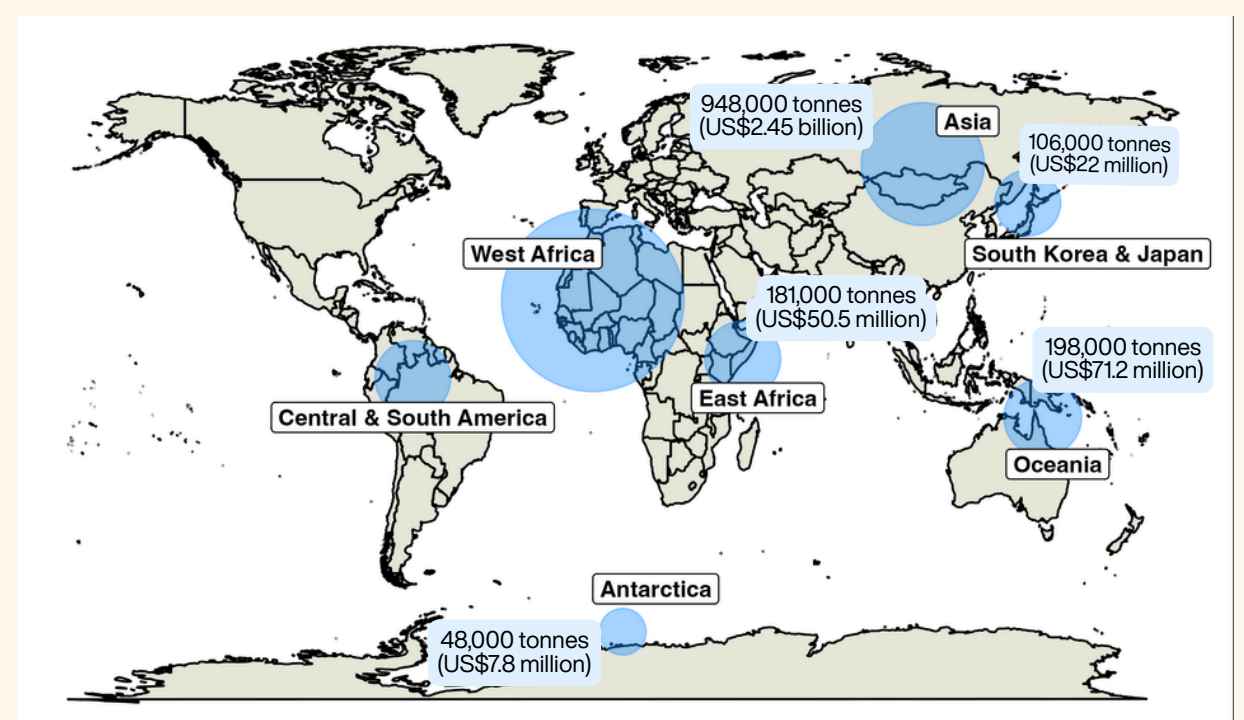 948,000 tonnes
(US$2.45 billion)
Asia
106,000 tonnes
(US$22 million)
West Africa
South Korea & Japan
181,000 tonnes
(US$50.5 million)
198,000 tonnes
(US$71.2 million)
East Africa
Central & South America
Oceania
Antarctica
48,000 tonnes
(US$7.8 million)